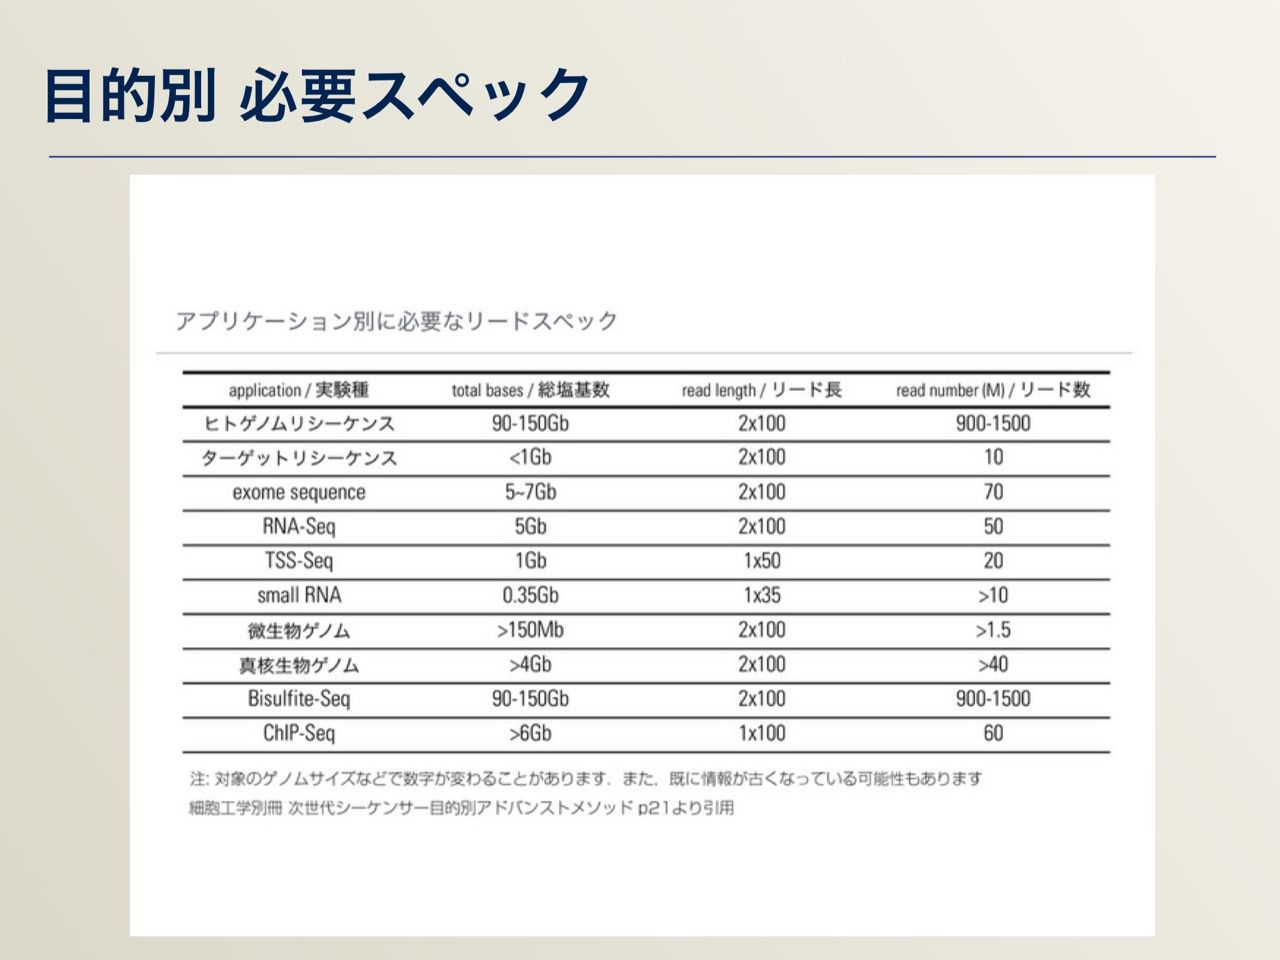 目的別 必要スペック
アプリケーション別に必要なリードスペック
application / 実験種 total bases / 総塩基数 read length / リード長 read number (M) / リード数
ヒトゲノムリシーケンス 90-150Gb 2x100 900-1500
ターゲットリシーケンス <1Gb 2x100 10
exome sequence 5~7Gb 2x100 70
RNA-Seq 5Gb 2x100 50
TSS-Seq 1Gb 1x50 20
small RNA 0.35Gb 1x35 >10
微生物ゲノム >150Mb 2x100 >1.5
真核生物ゲノム >4Gb 2x100 >40
Bisulfite-Seq 90-150Gb 2x100 900-1500
ChIP-Seq >6Gb 1x100 60
注: 対象のゲノムサイズなどで数字が変わることがあります．また，既に情報が古くなっている可能性もあります
細胞工学別冊 次世代シーケンサー目的別アドバンストメソッド p21より引用